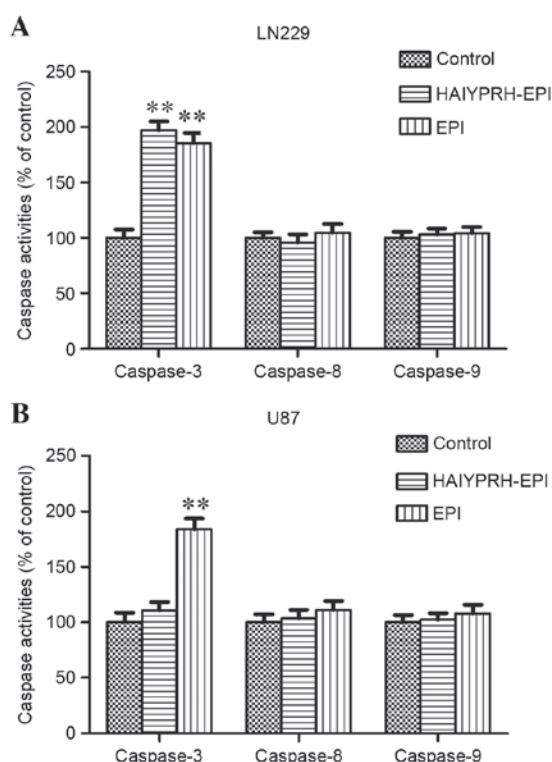 A
LN229
Control
HAIYPRH-EPI
EPI
Caspase activities (% of control)
250
200
150
100
50
0
**
**
Caspase-3
Caspase-8
Caspase-9
B
U87
Control
HAIYPRH-EPI
EPI
Caspase activities (% of control)
250
200
150
100
50
0
**
Caspase-3
Caspase-8
Caspase-9